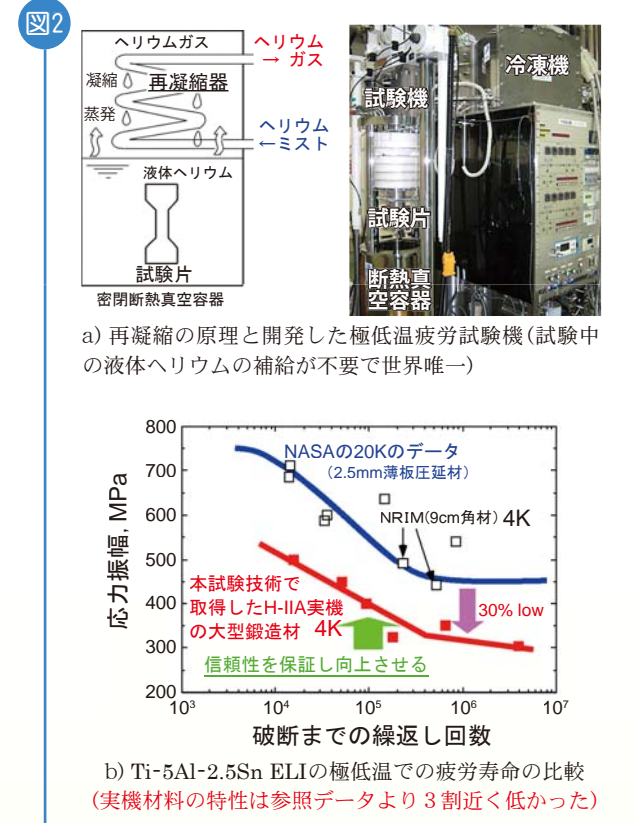 図2
ヘリウムガス
ヘリウム
→ ガス
凝縮
再凝縮器
蒸発
ヘリウム
←ミスト
液体ヘリウム
試験片
密閉断熱真空容器
冷凍機
試験機
試験片
断熱真
空容器
a) 再凝縮の原理と開発した極低温疲労試験機(試験中
の液体ヘリウムの補給が不要で世界唯一)
応力振幅, MPa
800
700
600
500
400
300
200
NASAの20Kのデータ
(2.5mm薄板圧延材)
NRIM(9cm角材) 4K
本試験技術で
取得したH-IIA実機
の大型鍛造材 4K
30% low
信頼性を保証し向上させる
10³ 10⁴ 10⁵ 10⁶ 10⁷
破断までの繰返し回数
b) Ti-5Al-2.5Sn ELIの極低温での疲労寿命の比較
(実機材料の特性は参照データより3割近く低かった)